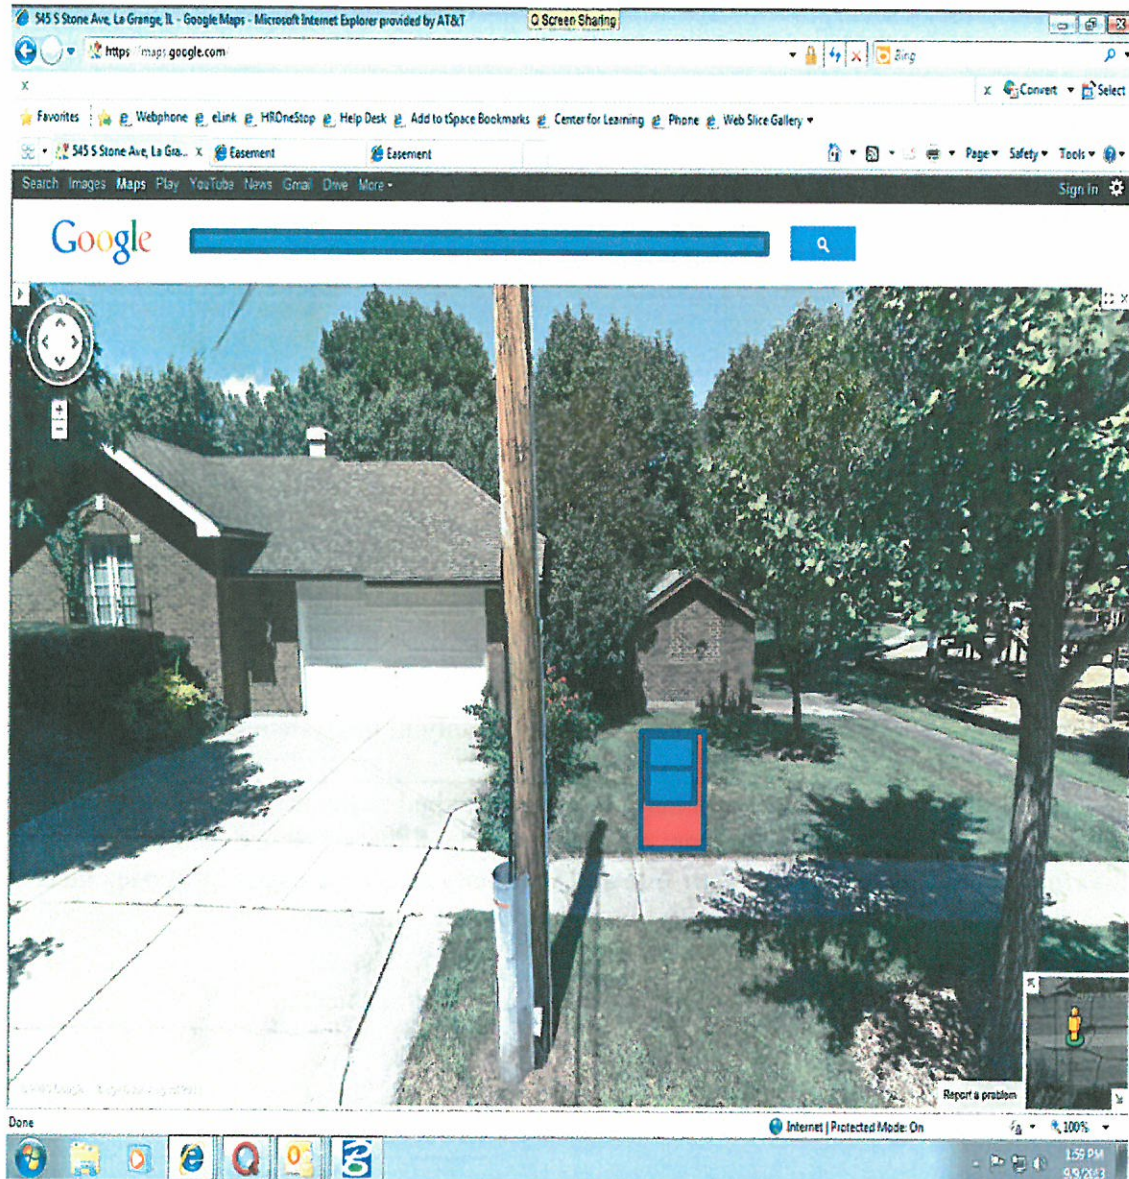 545 S Stone Ave, La Grange, IL - Google Maps - Microsoft Internet Explorer provided by AT&T
Q Screen Sharing
https://maps.google.com
Bing
x
x Convert Select
Favorites Webphone eLink HROneStop Help Desk Add to tSpace Bookmarks Center for Learning Phone Web Slice Gallery
545 S Stone Ave, La Gra... X Easement Easement
Page Safety Tools
Search Images Maps Play YouTube News Gmail Drive More
Sign in
Google
N
Report a problem
Done
Internet | Protected Mode: On
100%
1:59 PM
9/9/2013